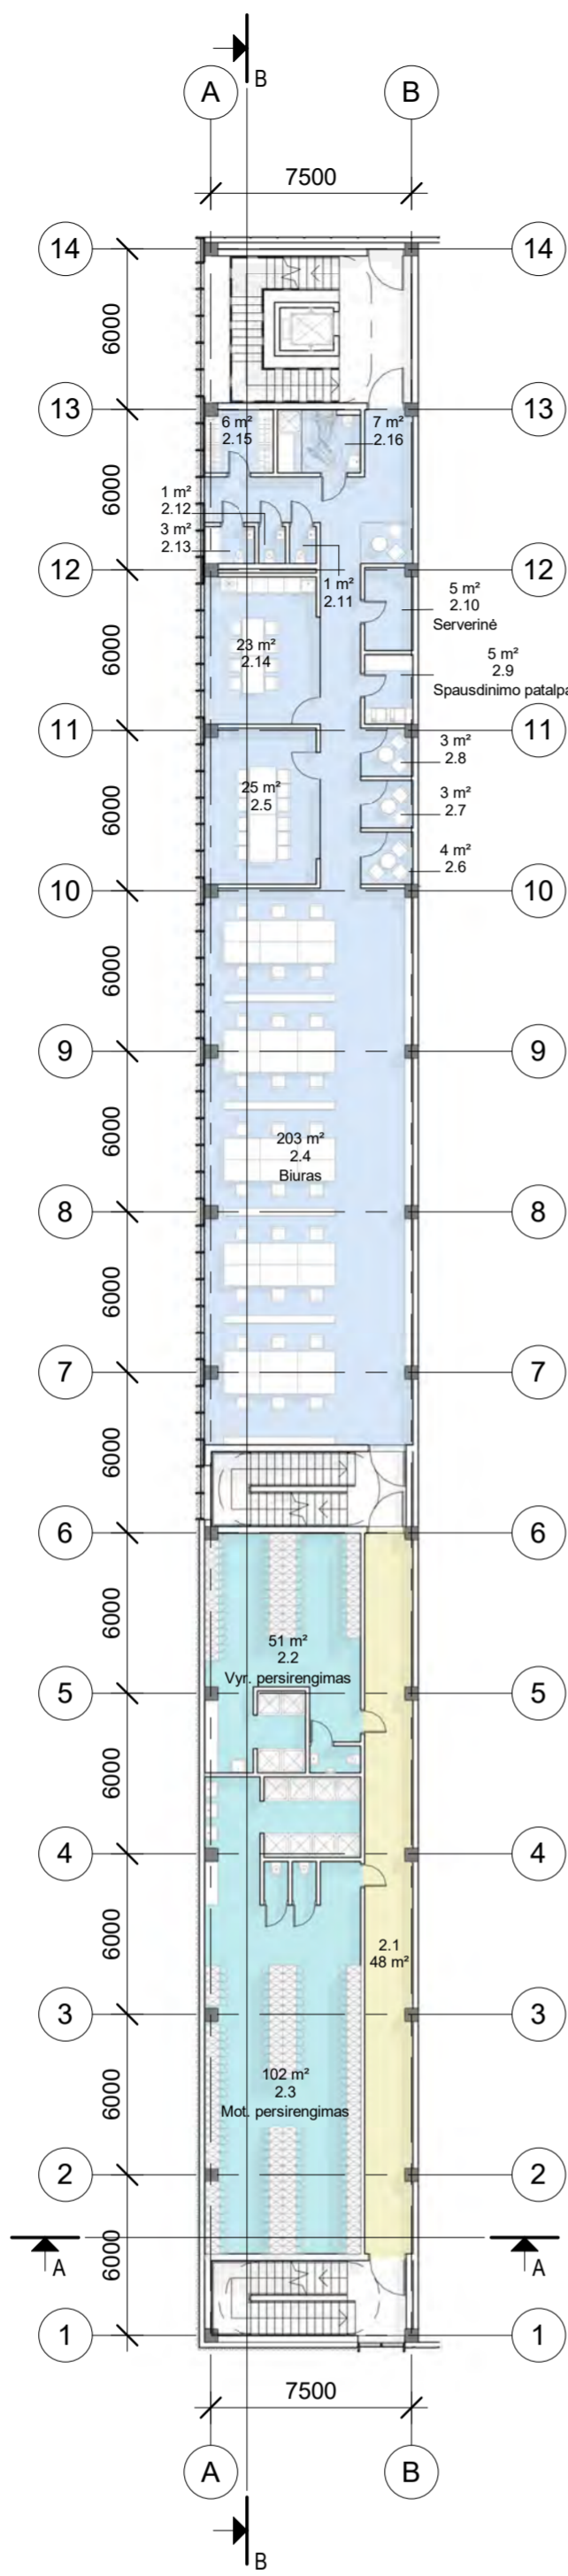 B
A B
7500
14 14
6000
13 13
6 m²
2.15
7 m²
2.16
6000
1 m²
2.12
3 m²
2.13
1 m²
2.11
12 12
5 m²
2.10
Serverinė
23 m²
2.14
6000
5 m²
2.9
Spausdinimo patalpa
11 11
3 m²
2.8
25 m²
2.5
6000
3 m²
2.7
4 m²
2.6
10 10
6000
9 9
6000
203 m²
2.4
Biuras
8 8
6000
7 7
6000
6 6
6000
51 m²
2.2
Vyr. persirengimas
5 5
6000
4 4
6000
2.1
48 m²
3 3
6000
102 m²
2.3
Mot. persirengimas
2 2
6000
A A
1 1
7500
A B
B